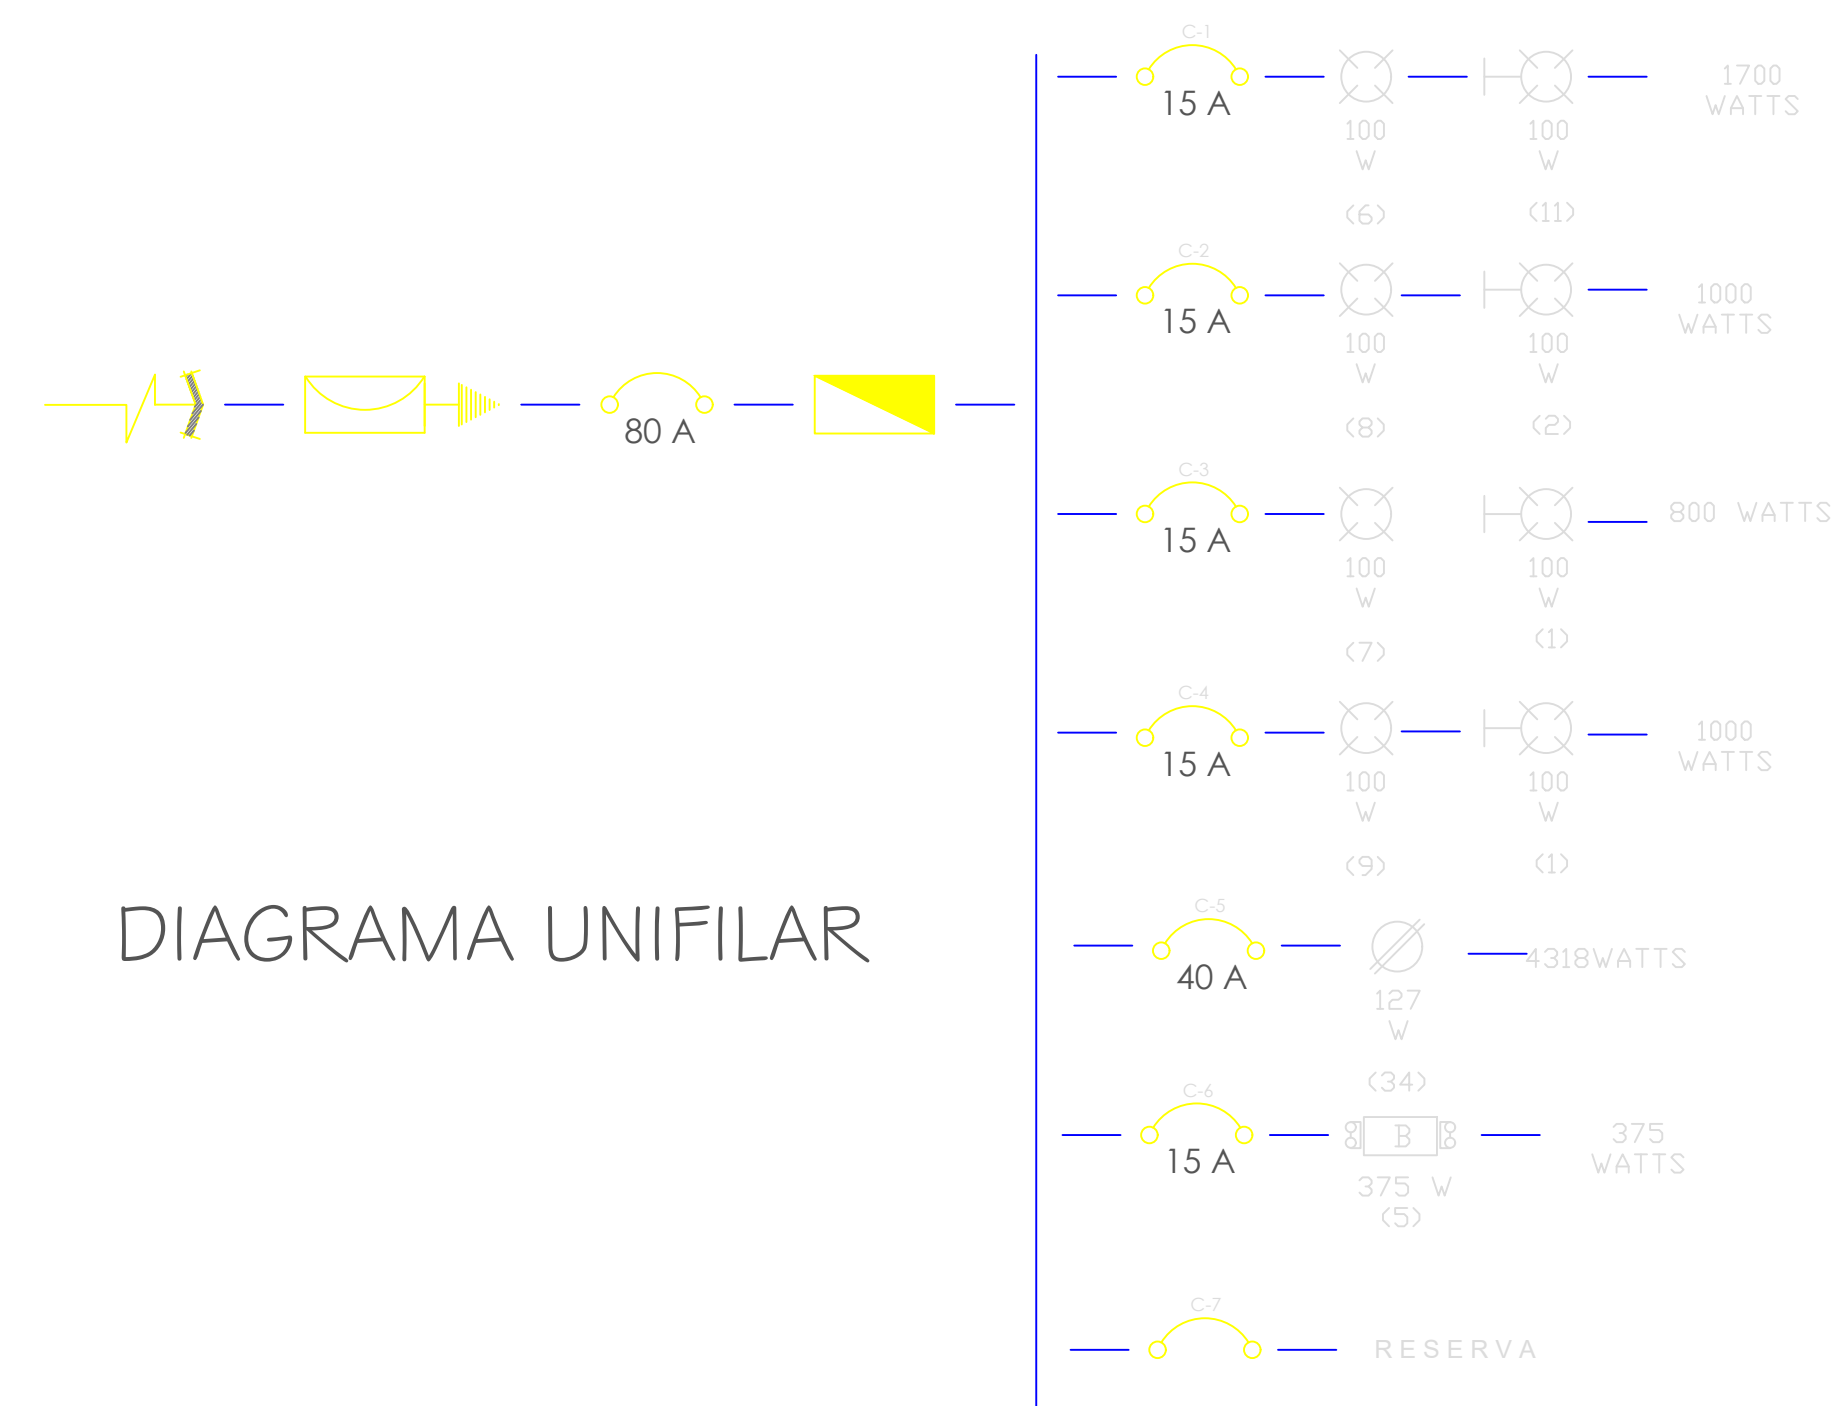 C-1
15 A
100
W
(6)
100
W
(11)
1700
WATTS
C-2
15 A
100
W
(8)
100
W
(2)
1000
WATTS
80 A
C-3
15 A
100
W
(7)
100
W
(1)
800 WATTS
C-4
15 A
100
W
(9)
100
W
(1)
1000
WATTS
DIAGRAMA UNIFILAR
C-5
40 A
127
W
(34)
4318WATTS
C-6
15 A
B
375 W
(5)
375
WATTS
C-7
RESERVA